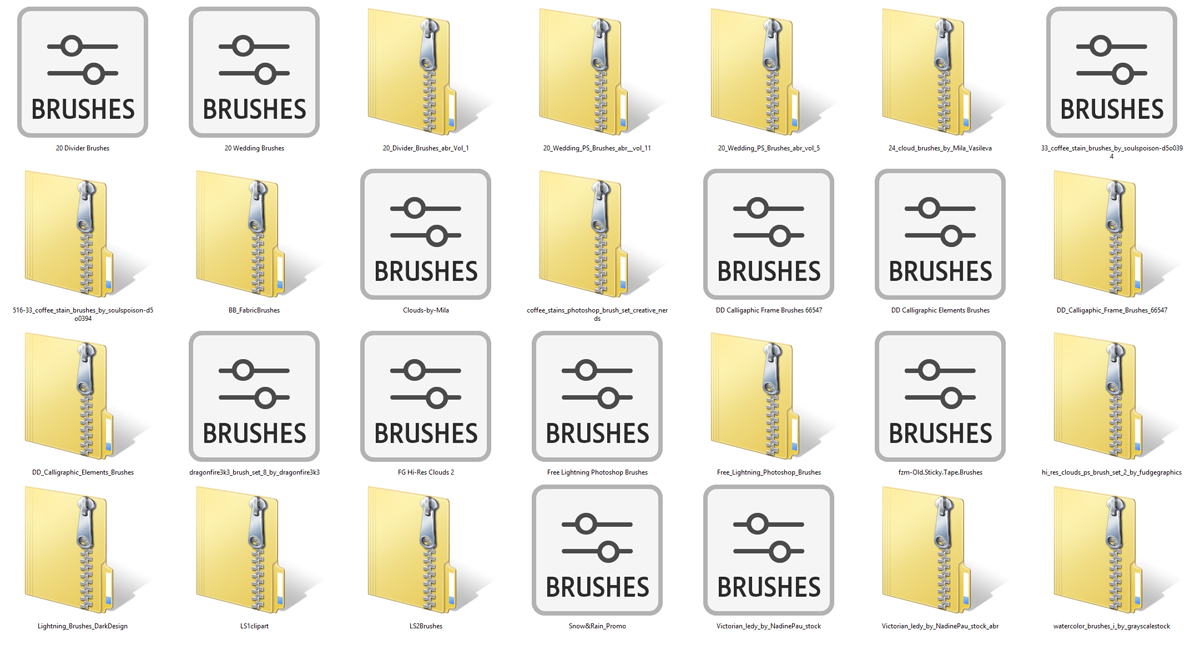 BRUSHES
BRUSHES
BRUSHES
20 Divider Brushes
20 Wedding Brushes
20_Divider_Brushes_abr_Vol_1
20_Wedding_PS_Brushes_abr__vol_11
20_Wedding_PS_Brushes_abr_vol_5
24_cloud_brushes_by_Mila_Vasileva
33_coffee_stain_brushes_by_soulspoison-d5o039
4
BRUSHES
BRUSHES
BRUSHES
516-33_coffee_stain_brushes_by_soulspoison-d5
o0394
BB_FabricBrushes
Clouds-by-Mila
coffee_stains_photoshop_brush_set_creative_ner
ds
DD Calligaphic Frame Brushes 66547
DD Calligraphic Elements Brushes
DD_Calligaphic_Frame_Brushes_66547
BRUSHES
BRUSHES
BRUSHES
BRUSHES
DD_Calligraphic_Elements_Brushes
dragonfire3k3_brush_set_8_by_dragonfire3k3
FG Hi-Res Clouds 2
Free Lightning Photoshop Brushes
Free_Lightning_Photoshop_Brushes
fzm-Old.Sticky.Tape.Brushes
hi_res_clouds_ps_brush_set_2_by_fudgegraphics
BRUSHES
BRUSHES
Lightning_Brushes_DarkDesign
LS1clipart
LS2Brushes
Snow&Rain_Promo
Victorian_ledy_by_NadinePau_stock
Victorian_ledy_by_NadinePau_stock_abr
watercolor_brushes_i_by_grayscalestock